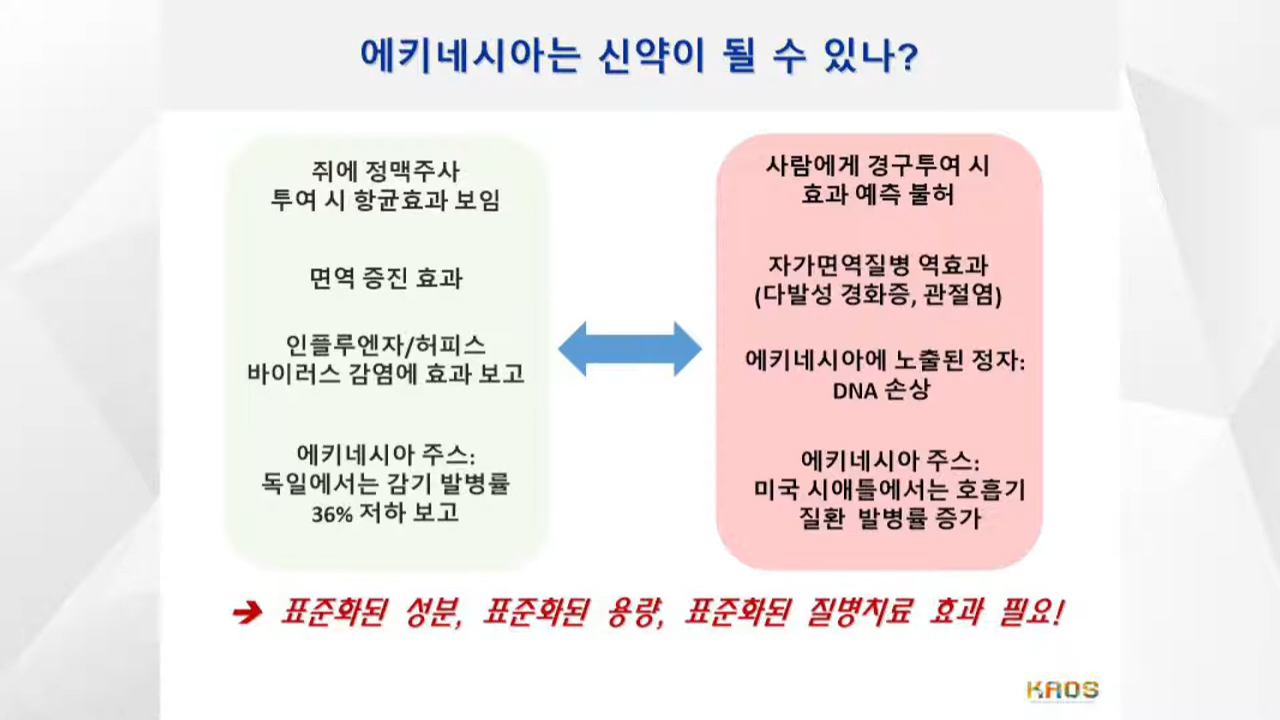 에키네시아는 신약이 될 수 있나?
쥐에 정맥주사
투여 시 항균효과 보임
면역 증진 효과
인플루엔자/허피스
바이러스 감염에 효과 보고
에키네시아 주스:
독일에서는 감기 발병률
36% 저하 보고
사람에게 경구투여 시
효과 예측 불허
자가면역질병 역효과
(다발성 경화증, 관절염)
에키네시아에 노출된 정자:
DNA 손상
에키네시아 주스:
미국 시애틀에서는 호흡기
질환 발병률 증가
➔ 표준화된 성분, 표준화된 용량, 표준화된 질병치료 효과 필요!
KAOS